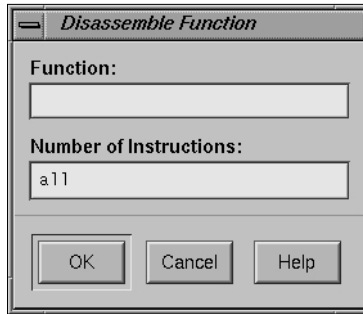 Disassemble Function
Function:
Number of Instructions:
all
OK Cancel Help